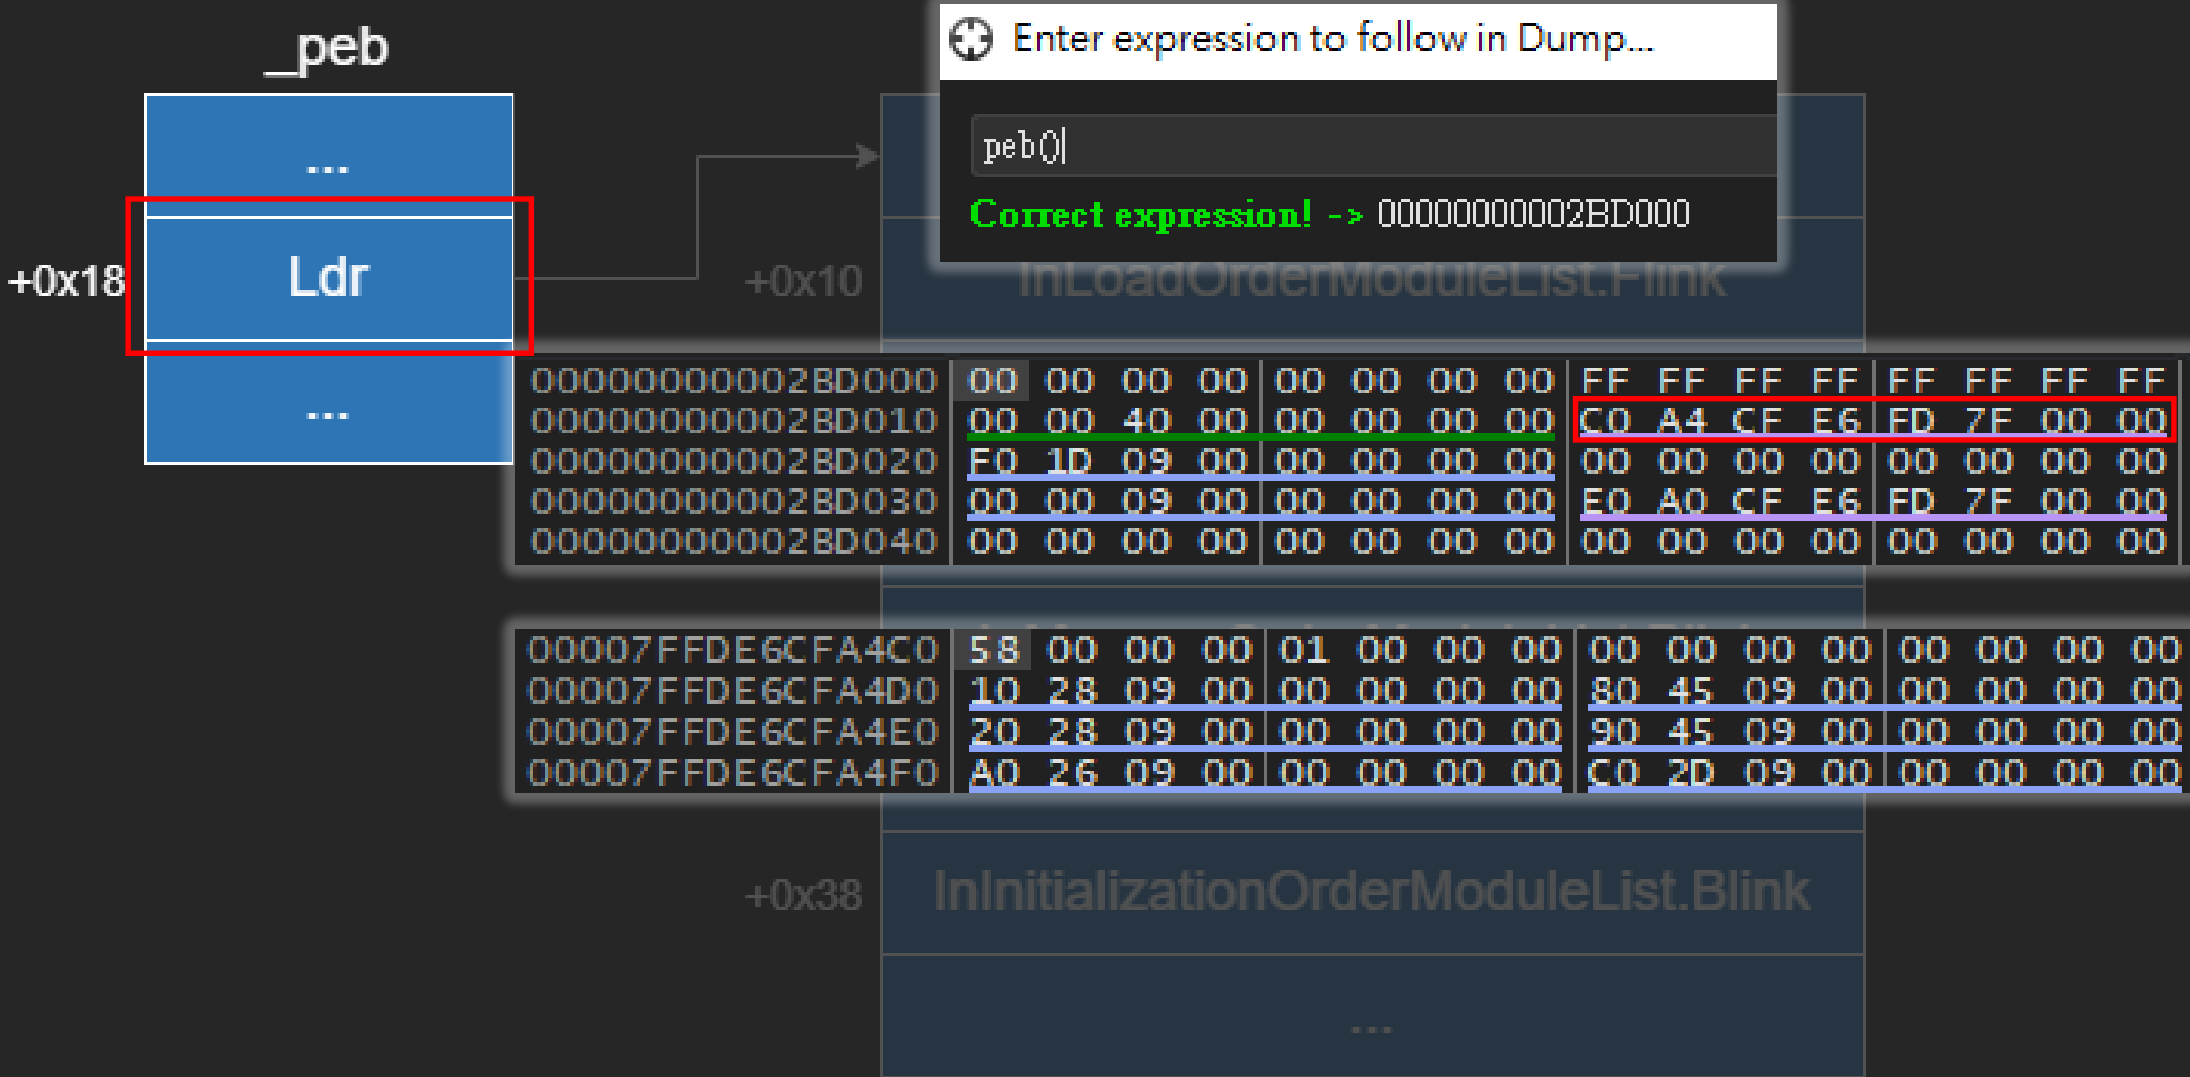 _peb
...
+0x18
Ldr
...
Enter expression to follow in Dump...
peb()
Correct expression! -> 00000000002BD000
+0x10
InLoadOrderModuleList.Flink
00000000002BD000 00 00 00 00 00 00 00 00 FF FF FF FF FF FF FF FF
00000000002BD010 00 00 40 00 00 00 00 00 C0 A4 CF E6 FD 7F 00 00
00000000002BD020 F0 1D 09 00 00 00 00 00 00 00 00 00 00 00 00 00
00000000002BD030 00 00 09 00 00 00 00 00 E0 A0 CF E6 FD 7F 00 00
00000000002BD040 00 00 00 00 00 00 00 00 00 00 00 00 00 00 00 00
00007FFDE6CFA4C0 58 00 00 00 01 00 00 00 00 00 00 00 00 00 00 00
00007FFDE6CFA4D0 10 28 09 00 00 00 00 00 80 45 09 00 00 00 00 00
00007FFDE6CFA4E0 20 28 09 00 00 00 00 00 90 45 09 00 00 00 00 00
00007FFDE6CFA4F0 A0 26 09 00 00 00 00 00 C0 2D 09 00 00 00 00 00
+0x38
InInitializationOrderModuleList.Blink
...